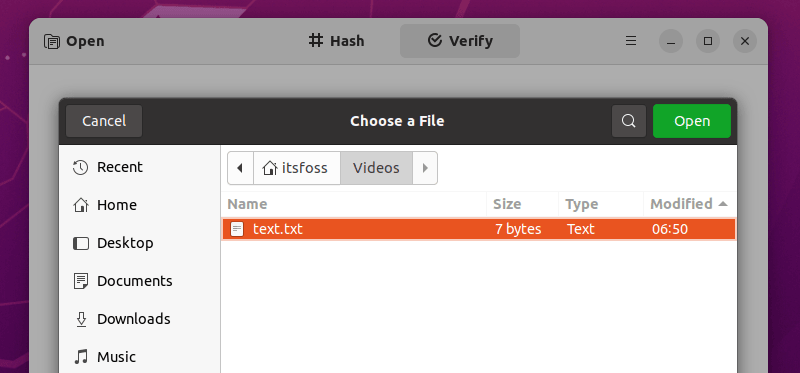 Open Hash Verify
Cancel Choose a File Open
Recent
Home
Desktop
Documents
Downloads
Music
itsfoss Videos
Name Size Type Modified
text.txt 7 bytes Text 06:50